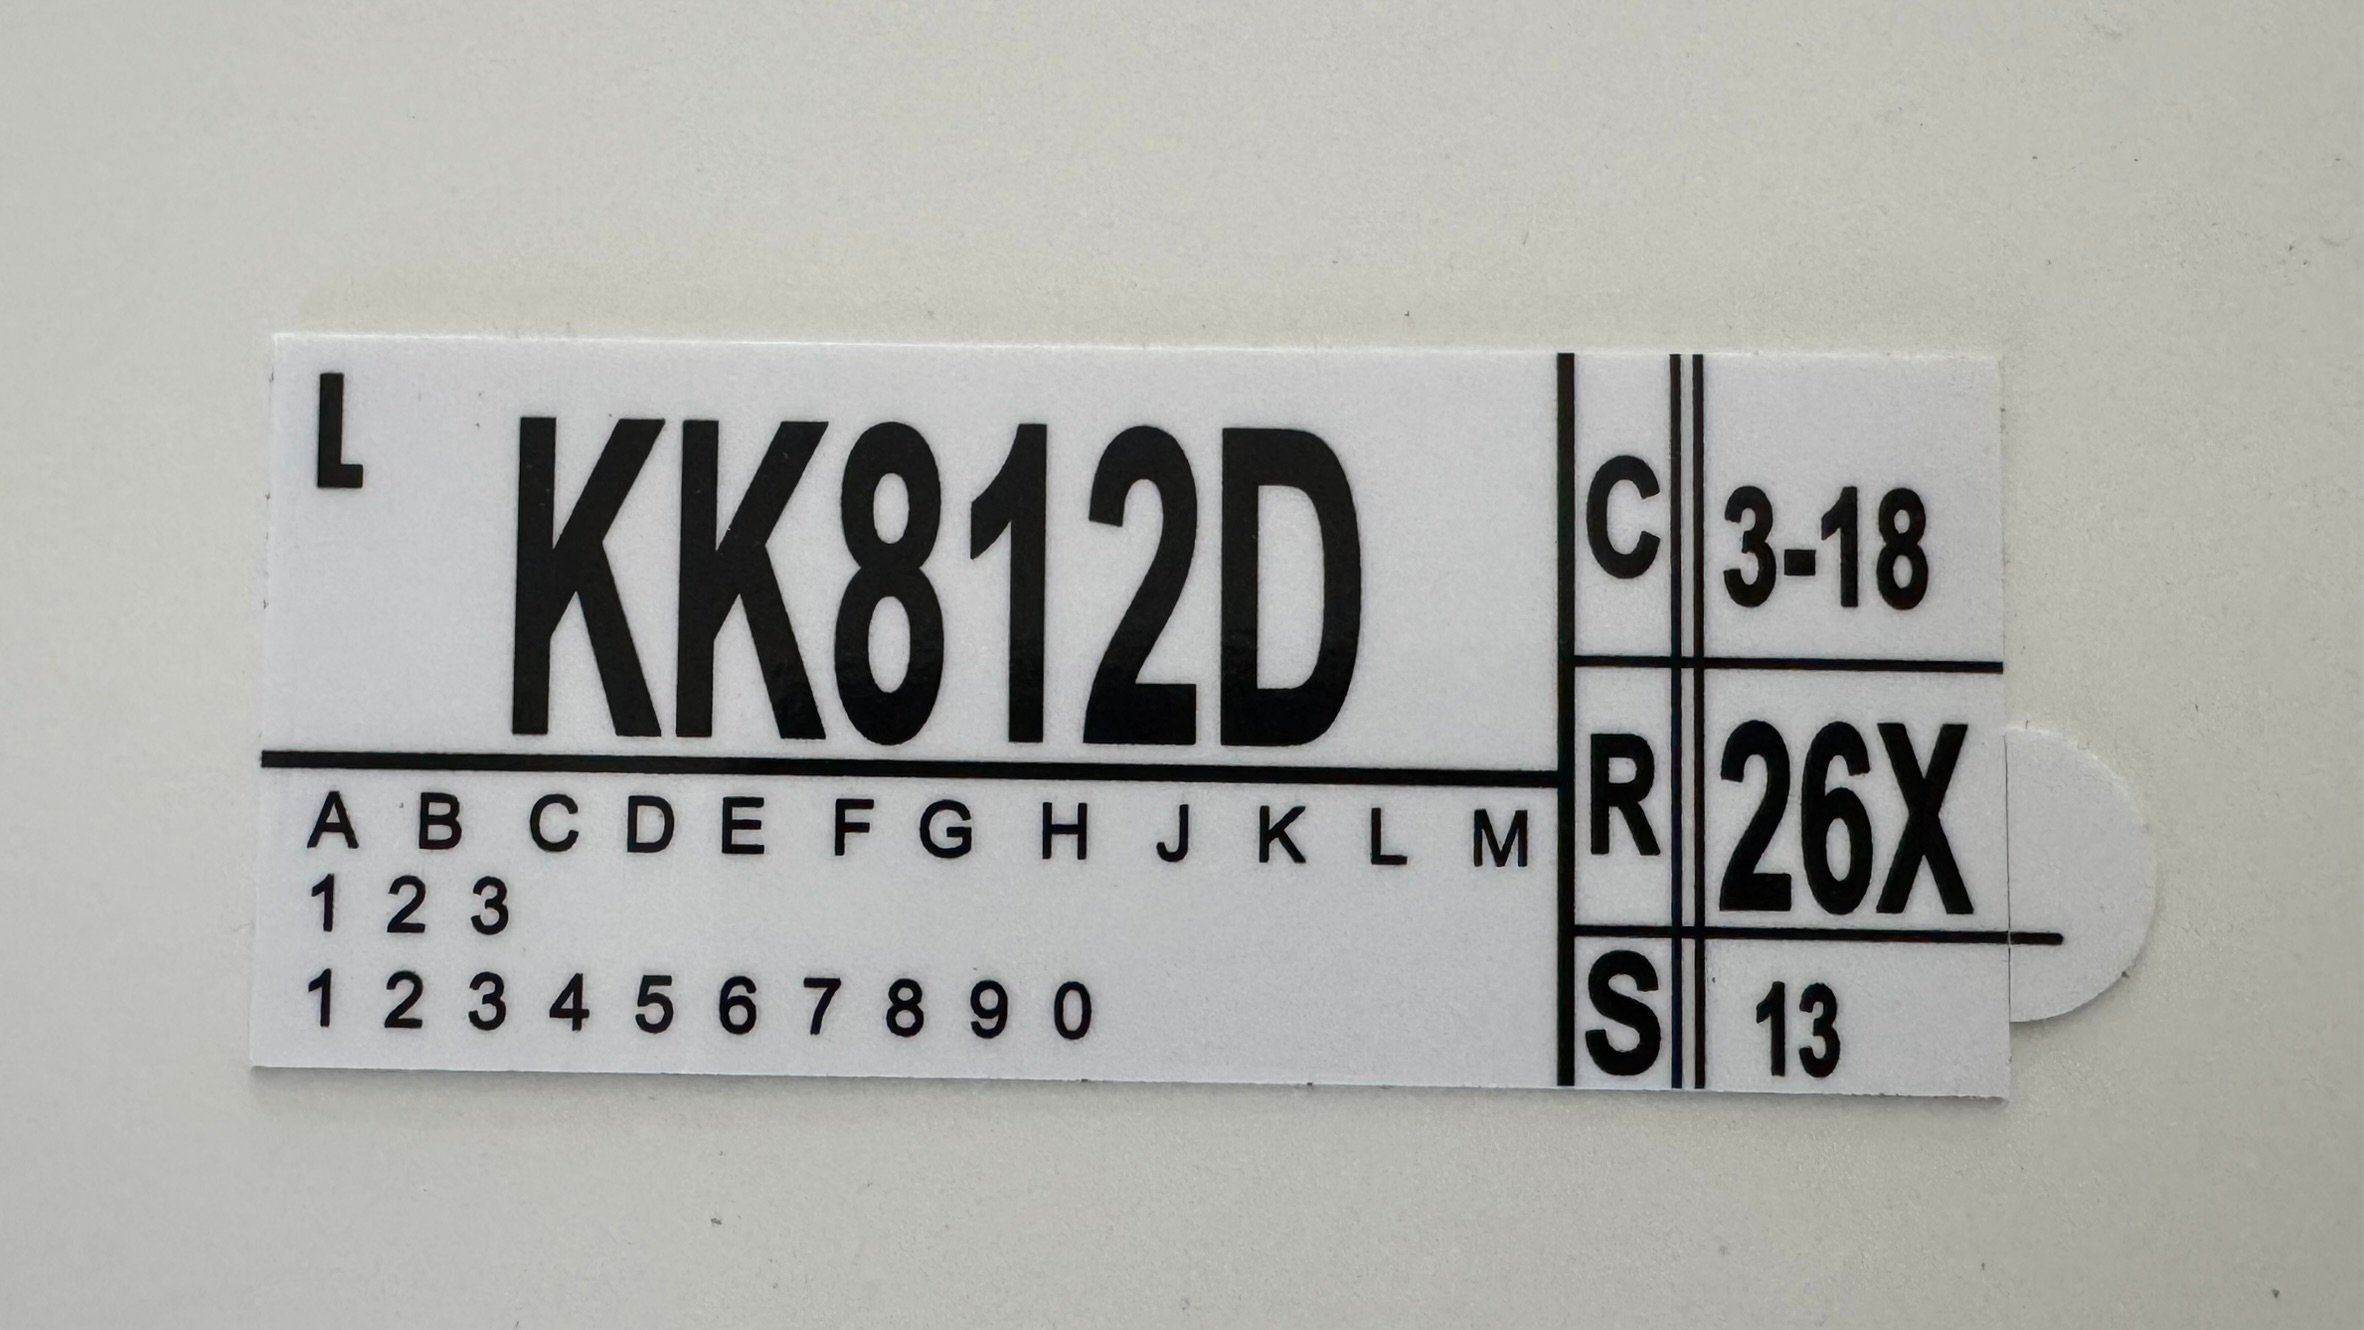 L
KK812D
A B C D E F G H J K L M
1 2 3
1 2 3 4 5 6 7 8 9 0
C 3-18
R 26X
S 13